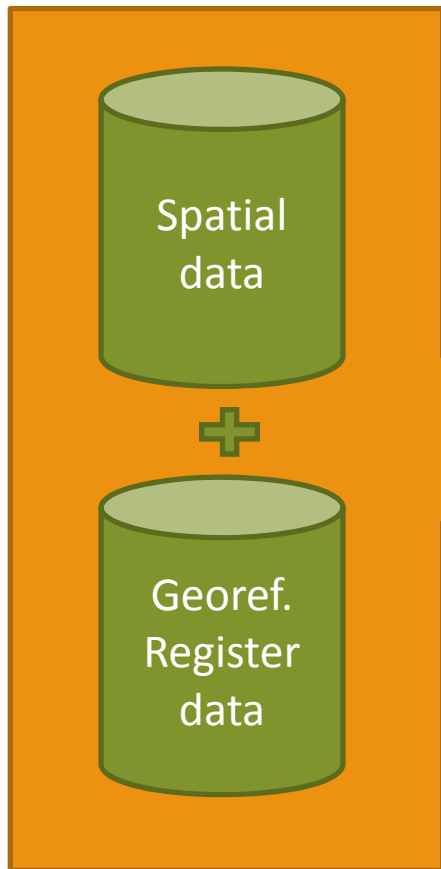 Spatial
data
Georef.
Register
data